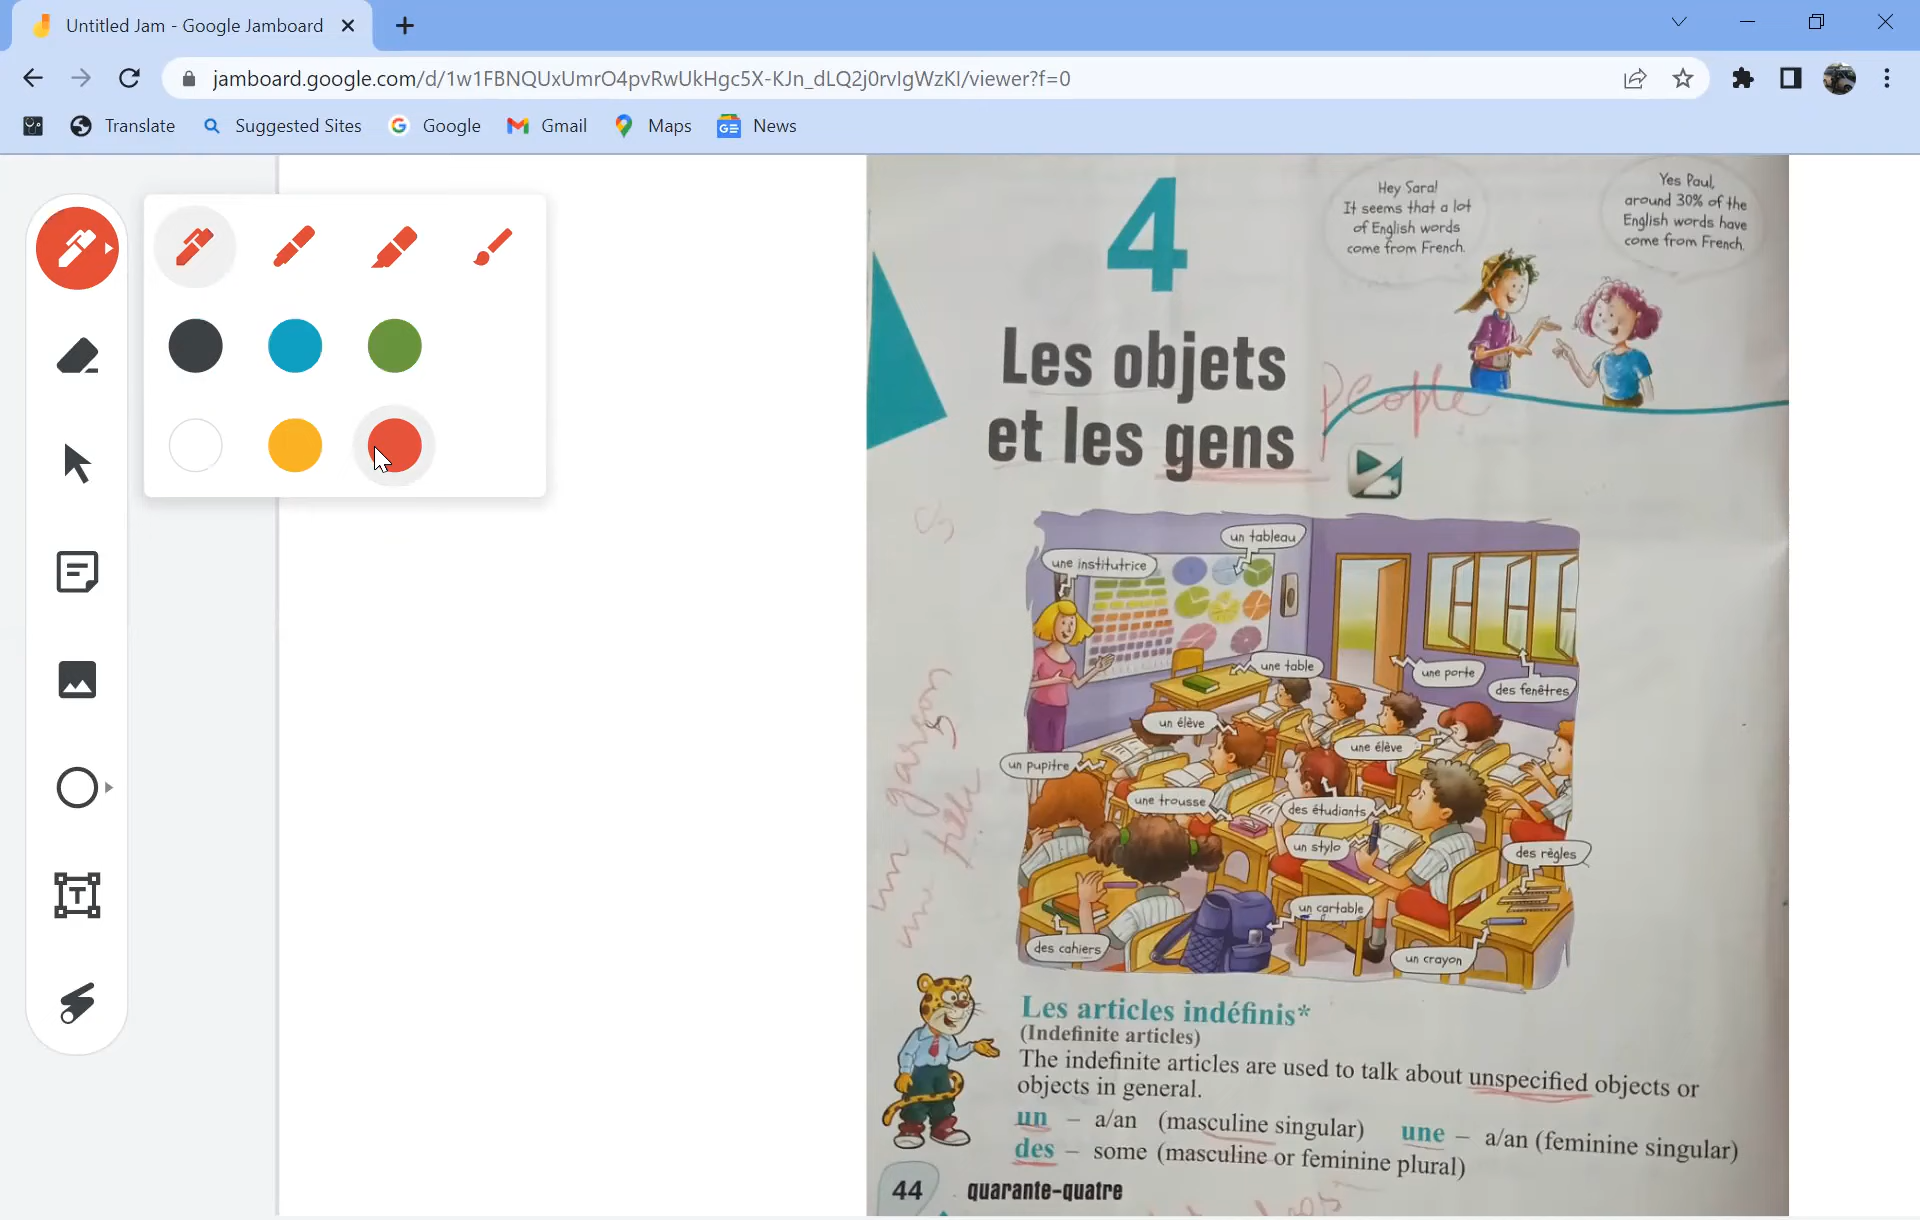 Untitled Jam - Google Jamboard
jamboard.google.com/d/1w1FBNQUxUmrO4pvRwUkHgc5X-KJn_dLQ2j0rvIgWzKI/viewer?f=0
Translate Suggested Sites Google Gmail Maps News
4
Hey Sara!
It seems that a lot
of English words
come from French.
Yes Paul,
around 30% of the
English words have
come from French.
Les objets
et les gens
People
un tableau
une institutrice
une table
une porte
des fenêtres
un élève
une élève
un pupitre
une trousse
des étudiants
un stylo
des règles
un cartable
des cahiers
un crayon
un garson
Les articles indéfinis*
(Indefinite articles)
The indefinite articles are used to talk about unspecified objects or
objects in general.
un – a/an (masculine singular) une – a/an (feminine singular)
des – some (masculine or feminine plural)
44 quarante-quatre